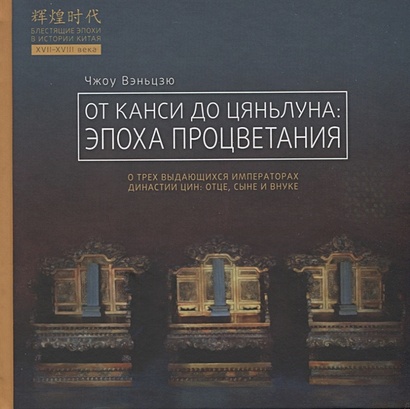 辉煌时代
БЛЕСТЯЩИЕ ЭПОХИ
В ИСТОРИИ КИТАЯ
XVII–XVIII века
Чжоу Вэньцзю
ОТ КАНСИ ДО ЦЯНЬЛУНА:
ЭПОХА ПРОЦВЕТАНИЯ
О ТРЕХ ВЫДАЮЩИХСЯ ИМПЕРАТОРАХ
ДИНАСТИИ ЦИН: ОТЦЕ, СЫНЕ И ВНУКЕ